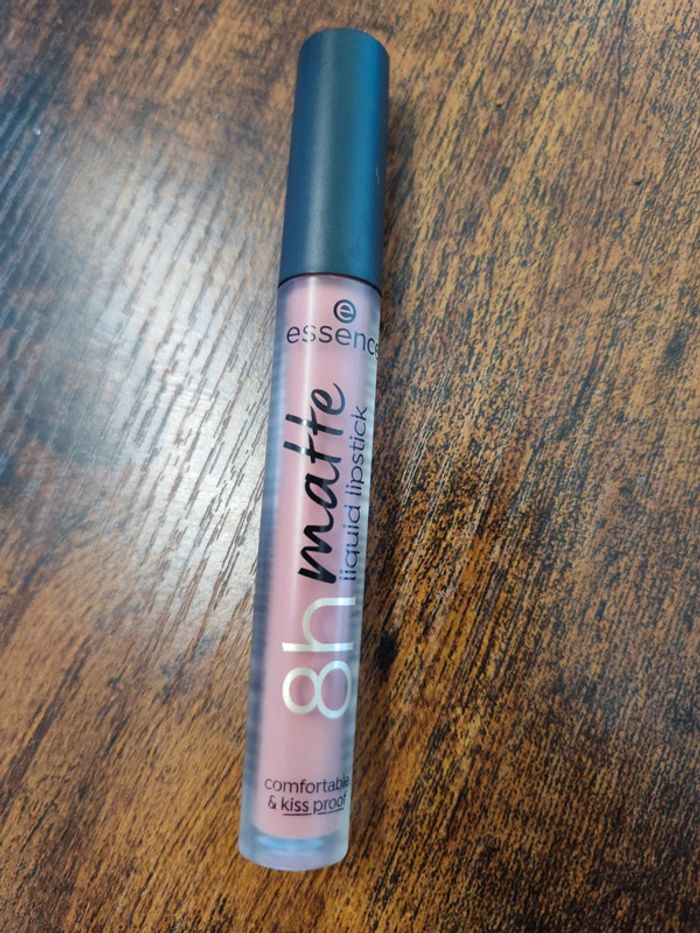 e
essence
8h matte
liquid lipstick
comfortable
& kiss proof